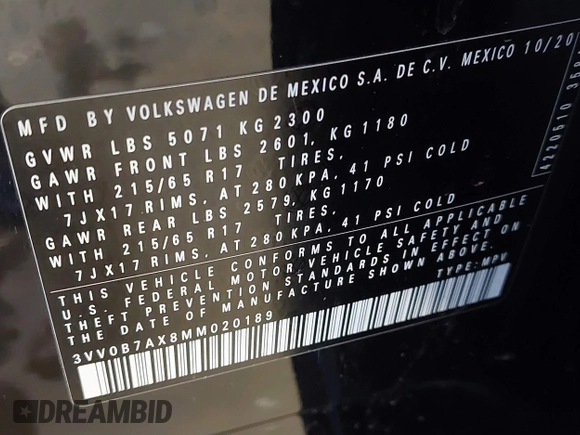 MFD BY VOLKSWAGEN DE MEXICO S.A. DE C.V. MEXICO 10/20
GVWR LBS 5071 KG 2300
GAWR FRONT LBS 2601, KG 1180
WITH 215/65 R17 TIRES,
7JX17 RIMS, AT 280 KPA, 41 PSI COLD
GAWR REAR LBS 2579, KG 1170
WITH 215/65 R17 TIRES,
7JX17 RIMS, AT 280 KPA, 41 PSI COLD
THIS VEHICLE CONFORMS TO ALL APPLICABLE
U.S. FEDERAL MOTOR VEHICLE SAFETY AND
THEFT PREVENTION STANDARDS IN EFFECT ON
THE DATE OF MANUFACTURE SHOWN ABOVE.
3VV0B7AX8MM020189 TYPE: MPV
4220510
DREAMBID